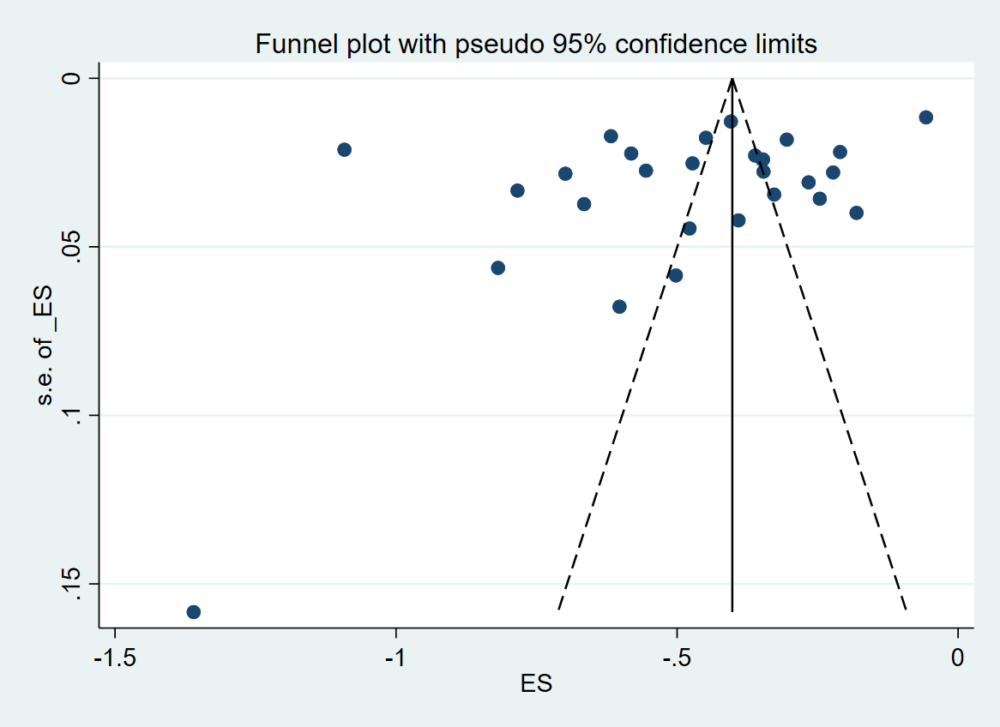 Funnel plot with pseudo 95% confidence limits
0
.05
.1
.15
s.e. of _ES
-1.5
-1
-.5
0
ES